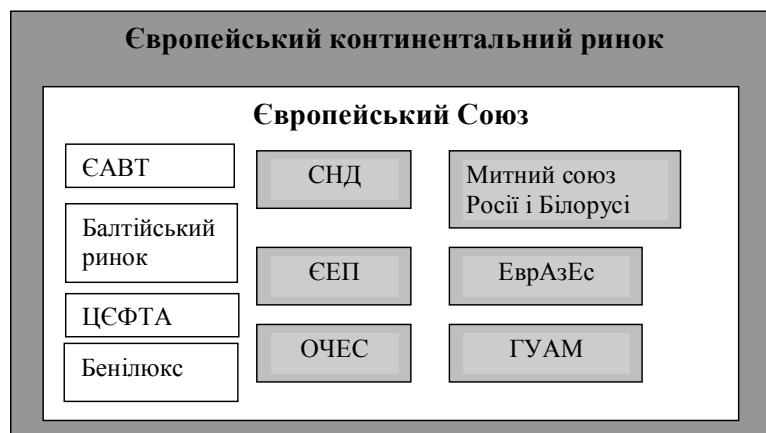 Європейський континентальний ринок
Європейський Союз
ЄАВТ
Балтійський
ринок
ЦЄФТА
Бенілюкс
СНД
ЄЕП
ОЧЕС
Митний союз
Росії і Білорусі
ЕврАзЕс
ГУАМ